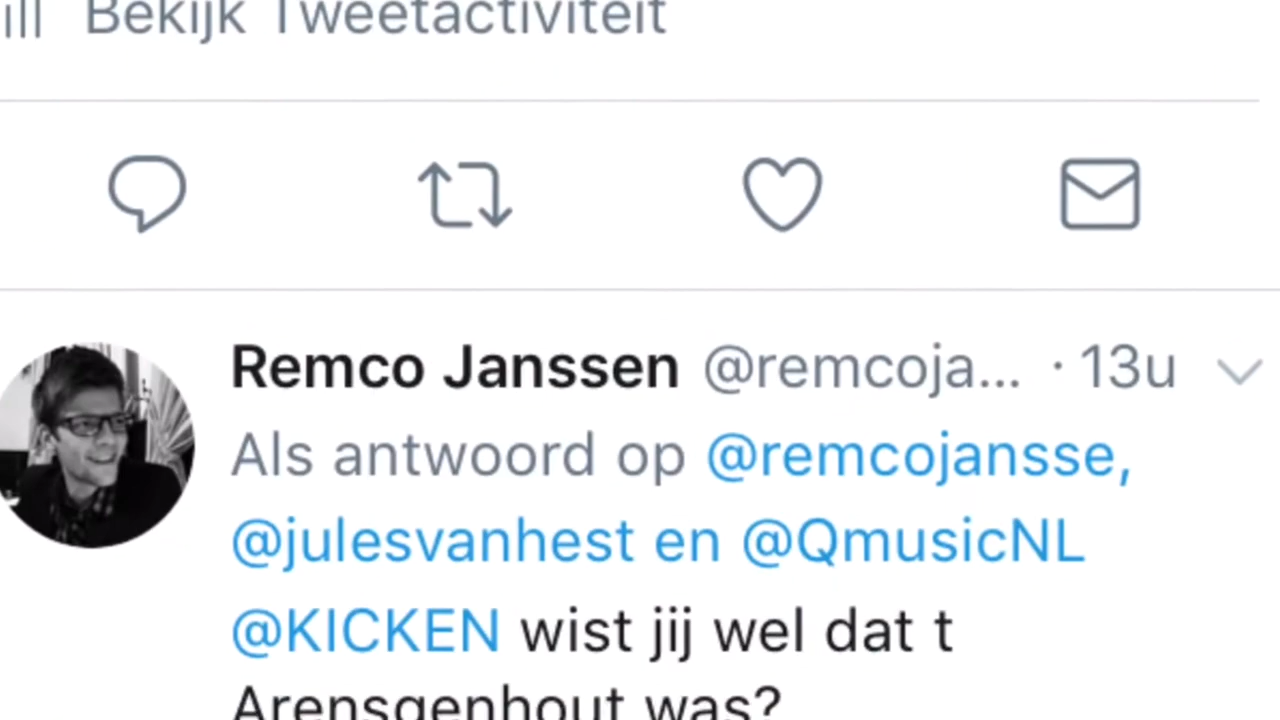 Bekijk Tweetactiviteit
Remco Janssen @remcoja... · 13u
Als antwoord op @remcojansse,
@julesvanhest en @QmusicNL
@KICKEN wist jij wel dat t
Arensgenhout was?